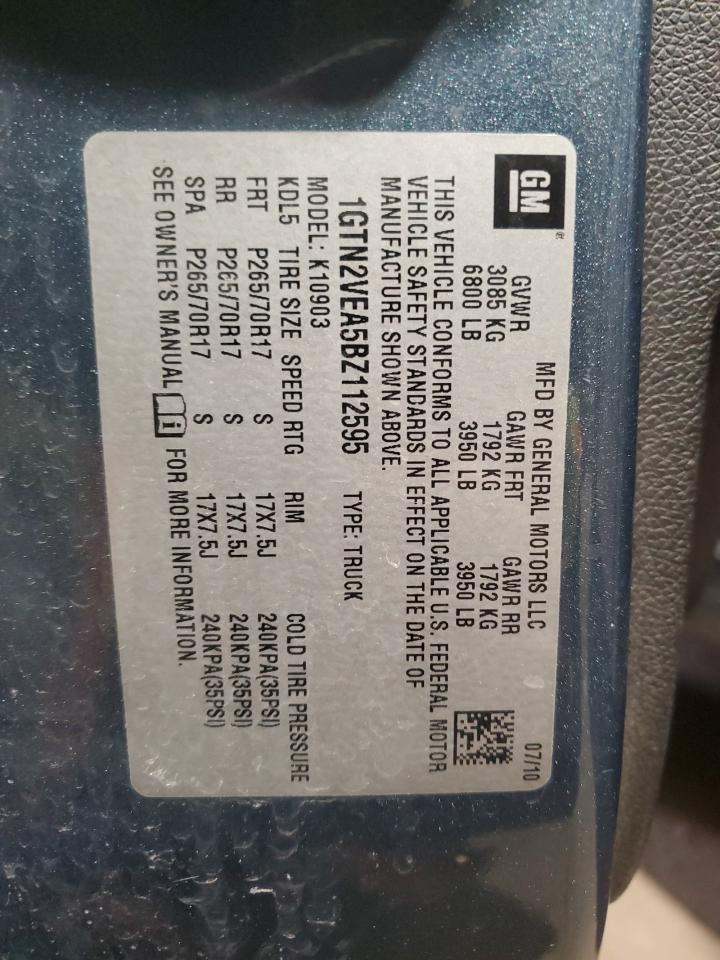 GM®
MFD BY GENERAL MOTORS LLC 07/10
GVWR GAWR FRT GAWR RR
3085 KG 1792 KG 1792 KG
6800 LB 3950 LB 3950 LB
THIS VEHICLE CONFORMS TO ALL APPLICABLE U.S. FEDERAL MOTOR
VEHICLE SAFETY STANDARDS IN EFFECT ON THE DATE OF
MANUFACTURE SHOWN ABOVE.
1GTN2VEA5BZ112595 TYPE: TRUCK
MODEL: K10903
KDL5 TIRE SIZE SPEED RTG RIM COLD TIRE PRESSURE
FRT P265/70R17 S 17X7.5J 240KPA(35PSI)
RR P265/70R17 S 17X7.5J 240KPA(35PSI)
SPA P265/70R17 S 17X7.5J 240KPA(35PSI)
SEE OWNER'S MANUAL i FOR MORE INFORMATION.